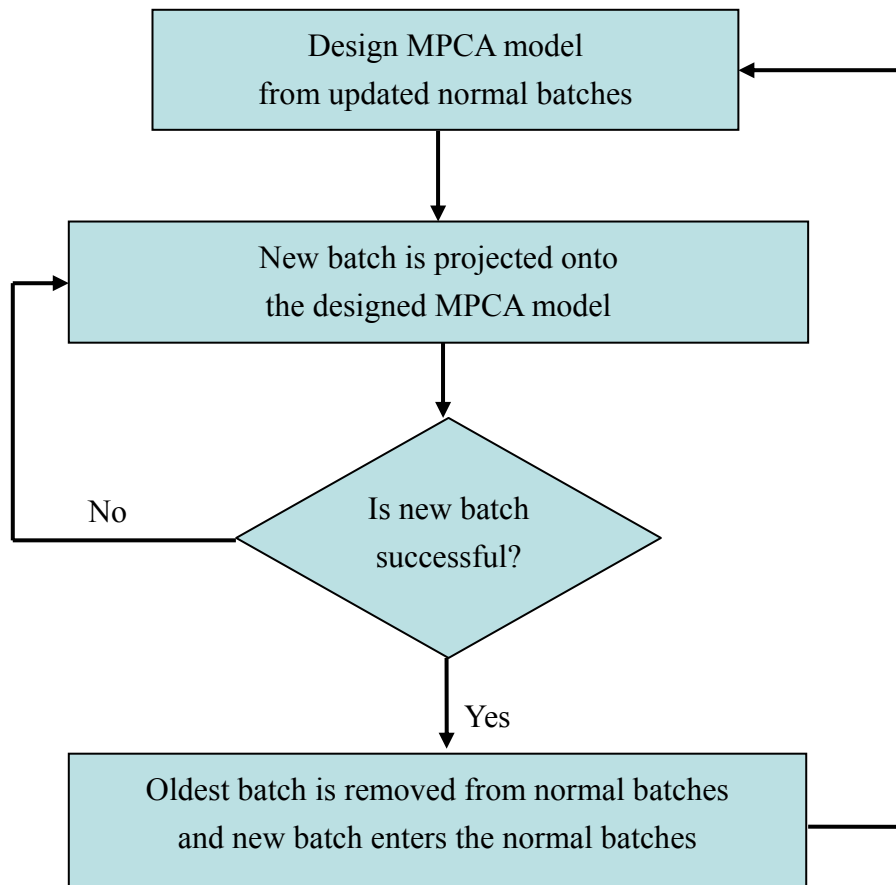 Design MPCA model
from updated normal batches
New batch is projected onto
the designed MPCA model
No
Is new batch
successful?
Yes
Oldest batch is removed from normal batches
and new batch enters the normal batches